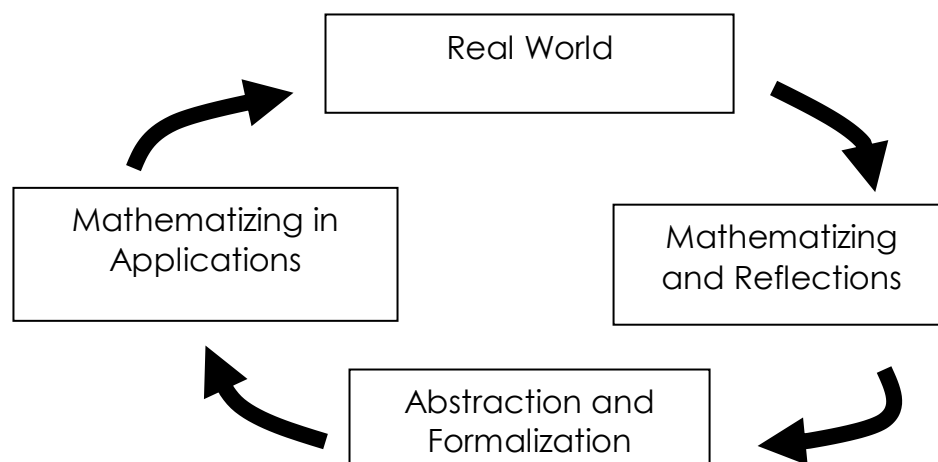 Real World
Mathematizing in
Applications
Mathematizing
and Reflections
Abstraction and
Formalization